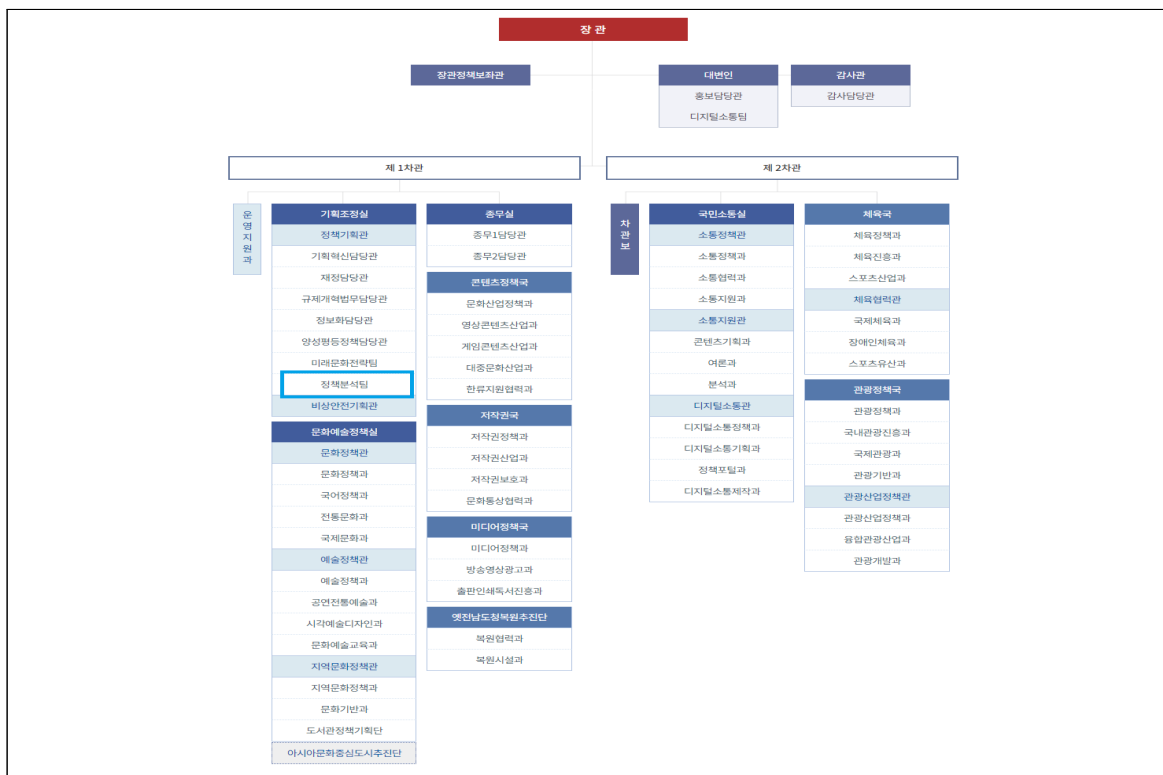 장 관
장관정책보좌관
대변인
홍보담당관
디지털소통팀
감사관
감사담당관
제 1차관
운영지원과
기획조정실
정책기획관
기획혁신담당관
재정담당관
규제개혁법무담당관
정보화담당관
양성평등정책담당관
미래문화전략팀
정책분석팀
비상안전기획관
문화예술정책실
문화정책관
문화정책과
국어정책과
전통문화과
국제문화과
예술정책관
예술정책과
공연전통예술과
시각예술디자인과
문화예술교육과
지역문화정책관
지역문화정책과
문화기반과
도서관정책기획단
아시아문화중심도시추진단
종무실
종무1담당관
종무2담당관
콘텐츠정책국
문화산업정책과
영상콘텐츠산업과
게임콘텐츠산업과
대중문화산업과
한류지원협력과
저작권국
저작권정책과
저작권산업과
저작권보호과
문화통상협력과
미디어정책국
미디어정책과
방송영상광고과
출판인쇄독서진흥과
옛전남도청복원추진단
복원협력과
복원시설과
제 2차관
차관보
국민소통실
소통정책관
소통정책과
소통협력과
소통지원과
소통지원관
콘텐츠기획과
여론과
분석과
디지털소통관
디지털소통정책과
디지털소통기획과
정책포털과
디지털소통제작과
체육국
체육정책과
체육진흥과
스포츠산업과
체육협력관
국제체육과
장애인체육과
스포츠유산과
관광정책국
관광정책과
국내관광진흥과
국제관광과
관광기반과
관광산업정책관
관광산업정책과
융합관광산업과
관광개발과